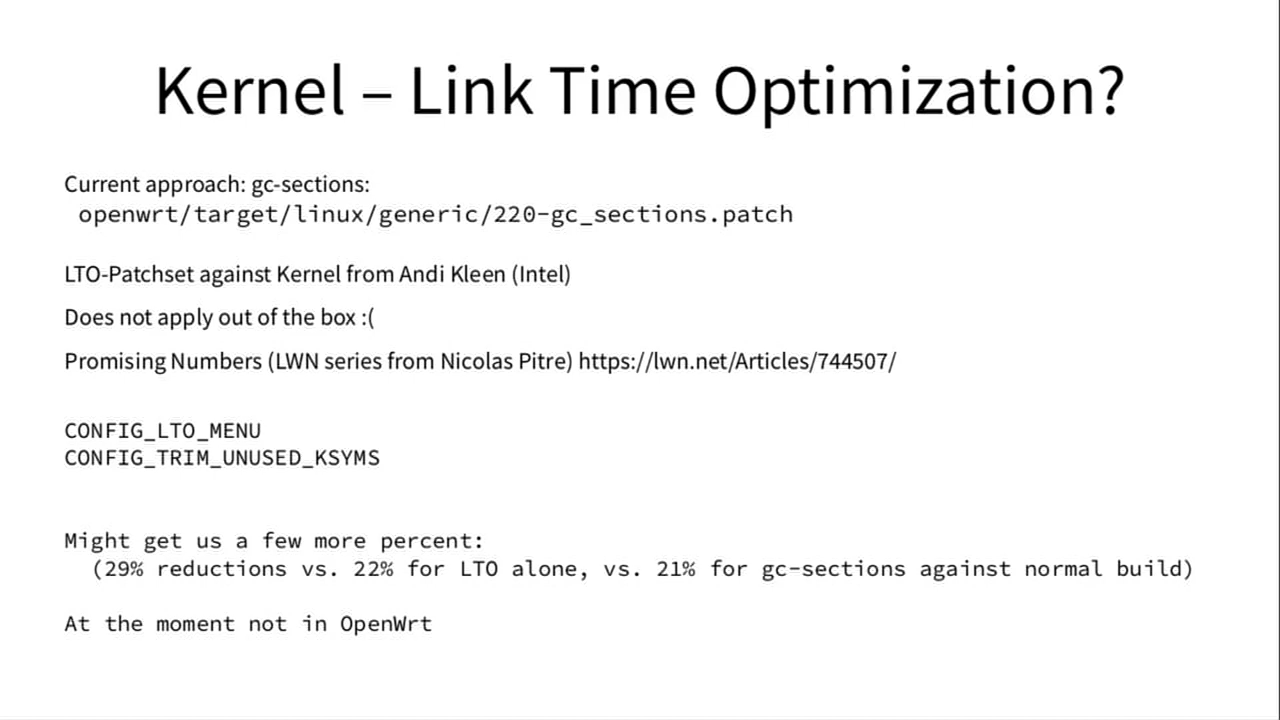 Kernel – Link Time Optimization?
Current approach: gc-sections:
openwrt/target/linux/generic/220-gc_sections.patch
LTO-Patchset against Kernel from Andi Kleen (Intel)
Does not apply out of the box :(
Promising Numbers (LWN series from Nicolas Pitre) https://lwn.net/Articles/744507/
CONFIG_LTO_MENU
CONFIG_TRIM_UNUSED_KSYMS
Might get us a few more percent:
(29% reductions vs. 22% for LTO alone, vs. 21% for gc-sections against normal build)
At the moment not in OpenWrt